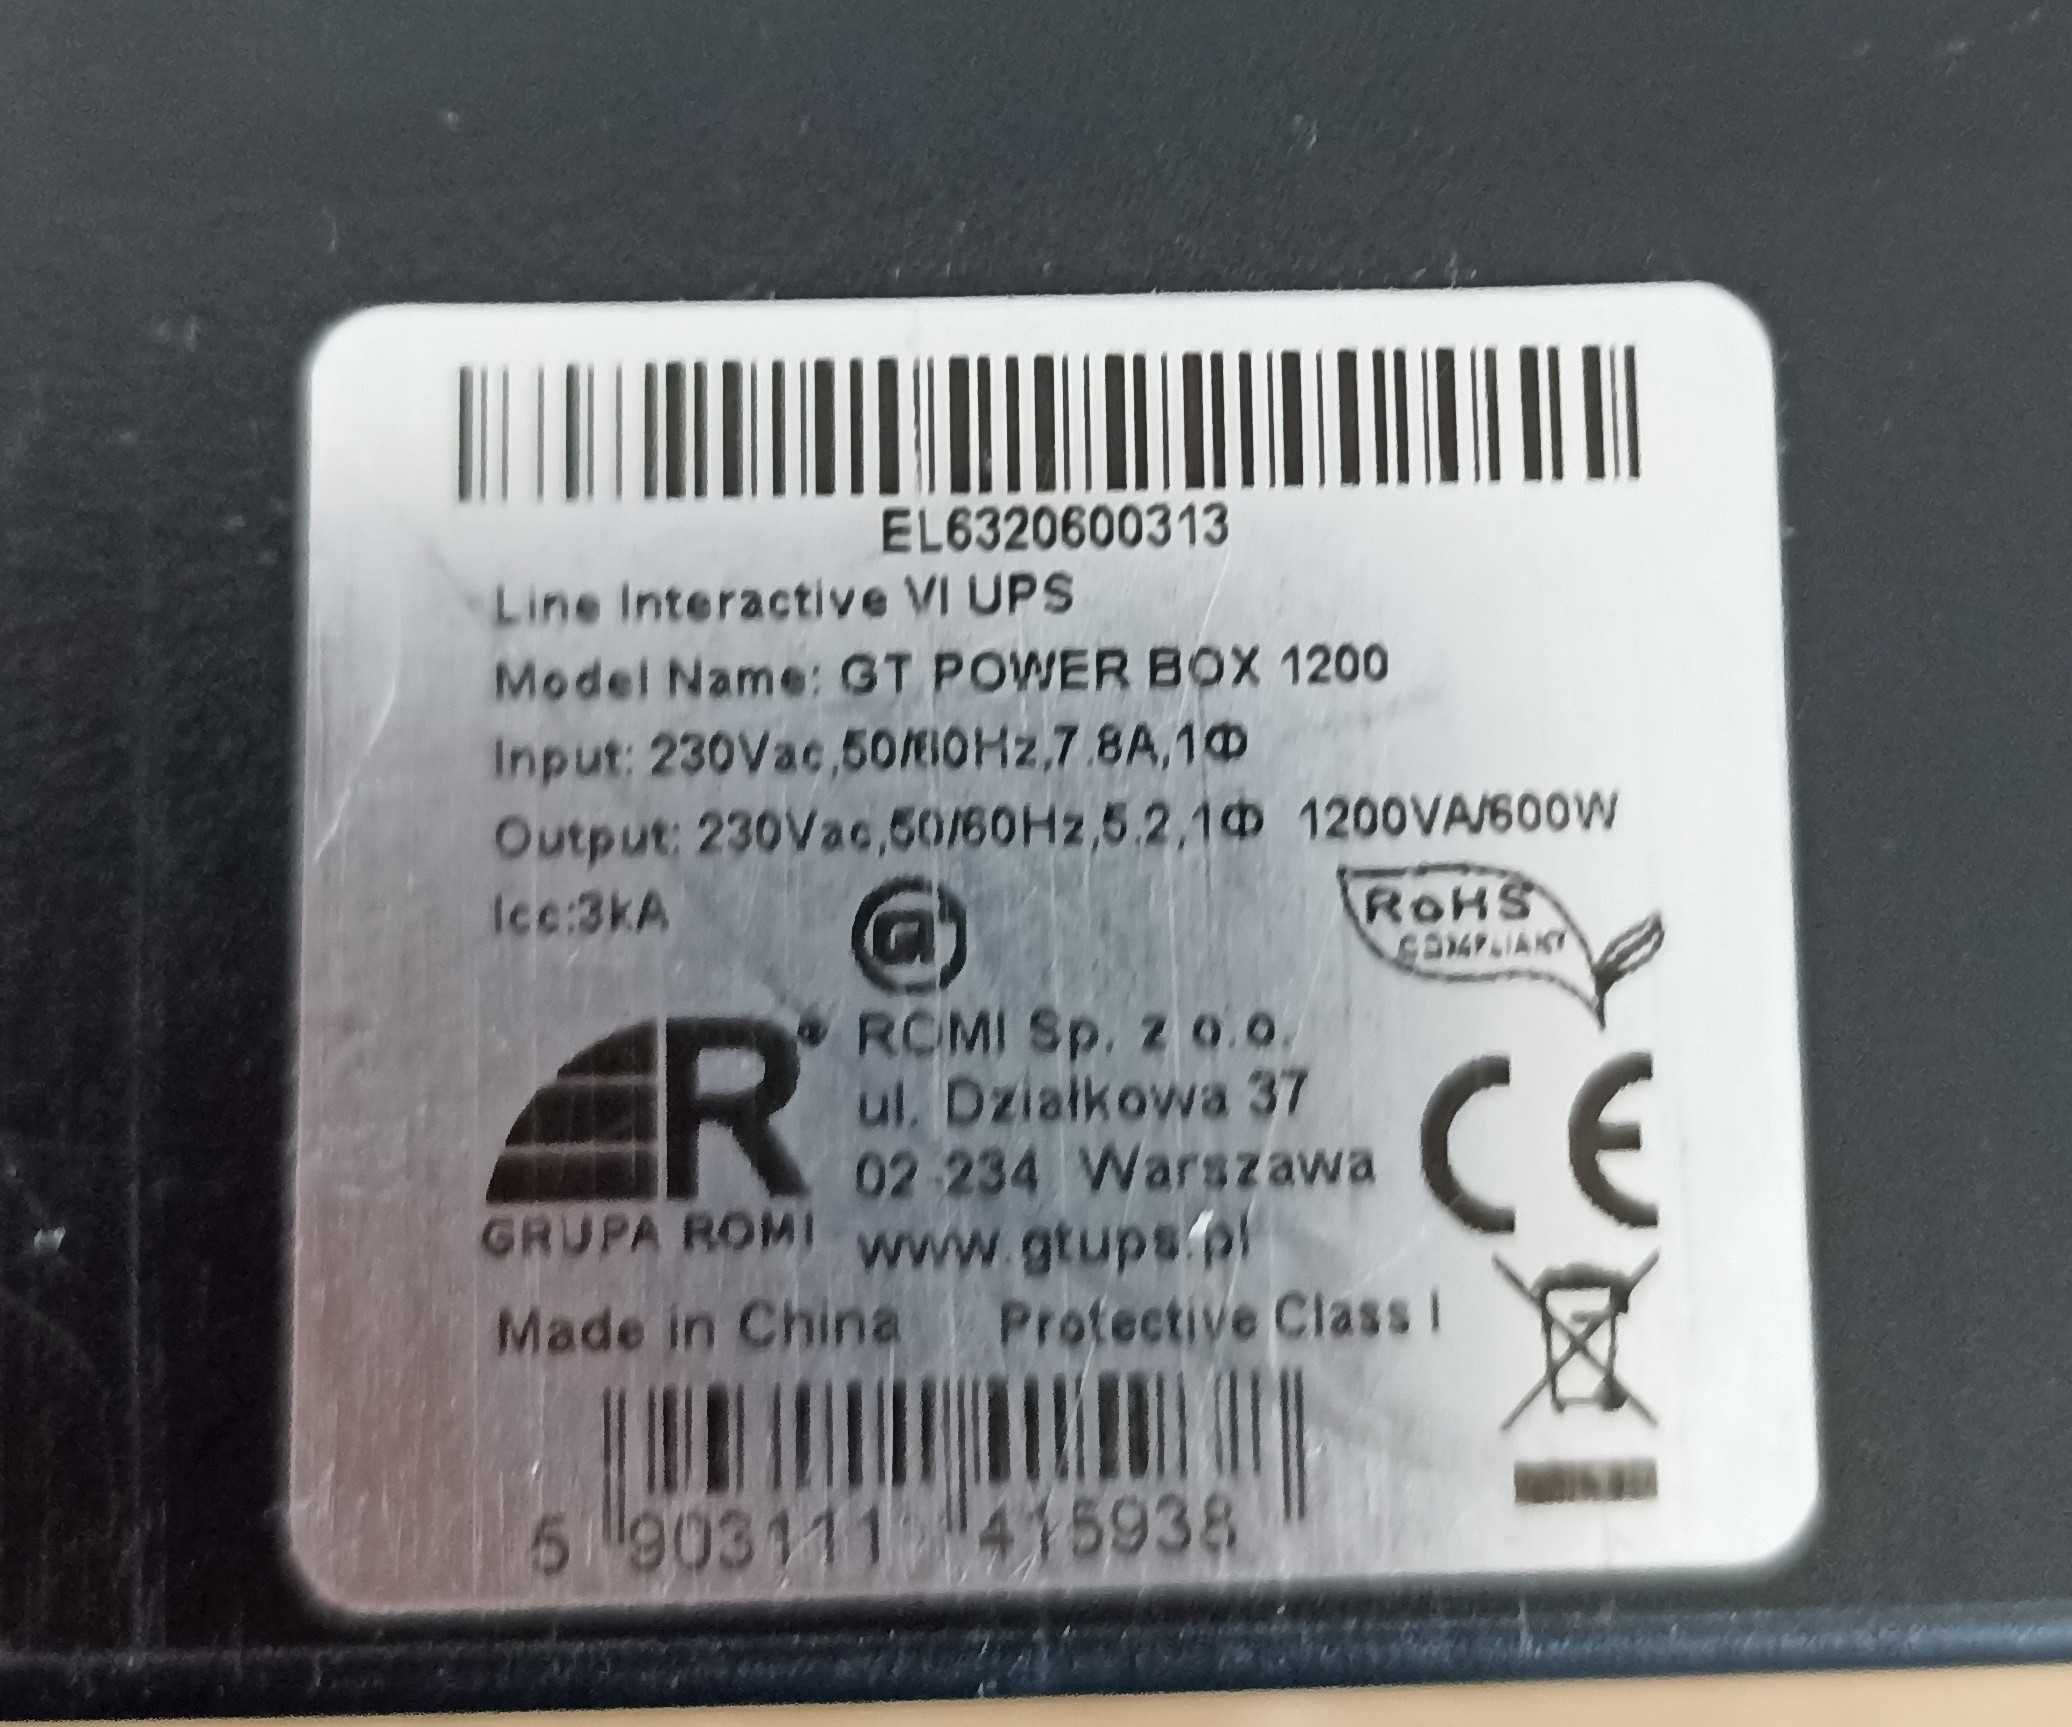 EL6320600313
Line Interactive VI UPS
Model Name: GT POWER BOX 1200
Input: 230Vac,50/60Hz,7.8A,1Φ
Output: 230Vac,50/60Hz,5.2,1Φ 1200VA/600W
Icc:3kA
RoHS
COMPLIANT
R®
GRUPA ROMI
ROMI Sp. z o.o.
ul. Działkowa 37
02-234 Warszawa
www.gtups.pl
CE
Made in China Protective Class I
5 903111 415938